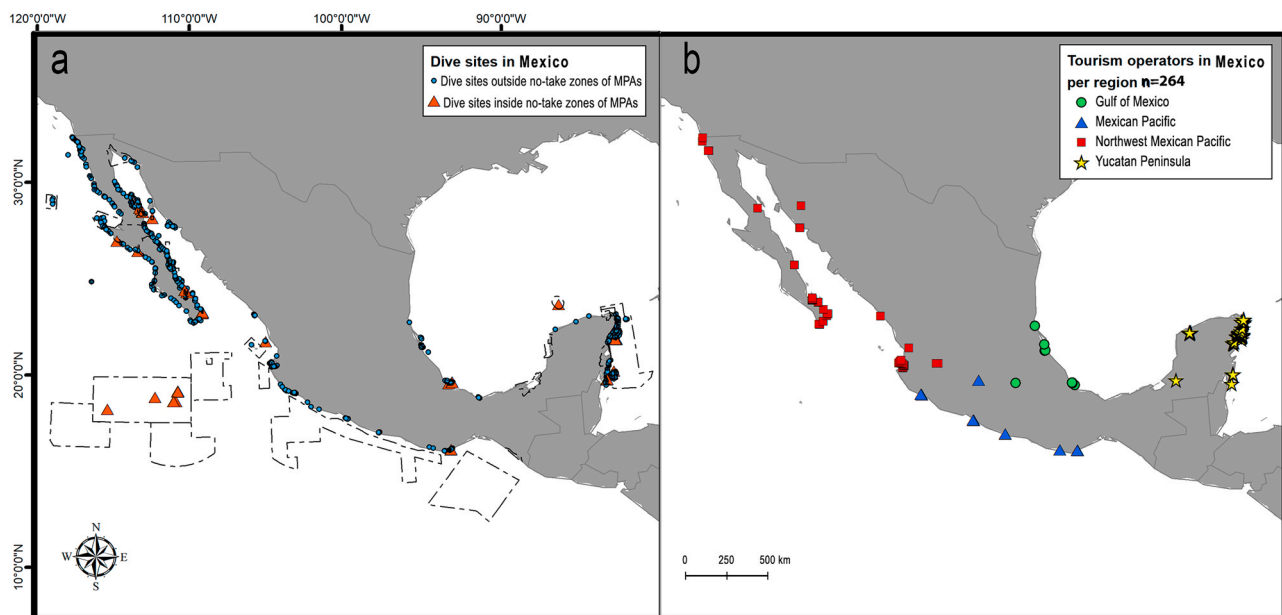 120°0'0"W 110°0'0"W 100°0'0"W 90°0'0"W
a
Dive sites in Mexico
Dive sites outside no-take zones of MPAs
Dive sites inside no-take zones of MPAs
b
Tourism operators in Mexico
per region n=264
Gulf of Mexico
Mexican Pacific
Northwest Mexican Pacific
Yucatan Peninsula
30°0'0"N
20°0'0"N
10°0'0"N
N
W E
S
0 250 500 km